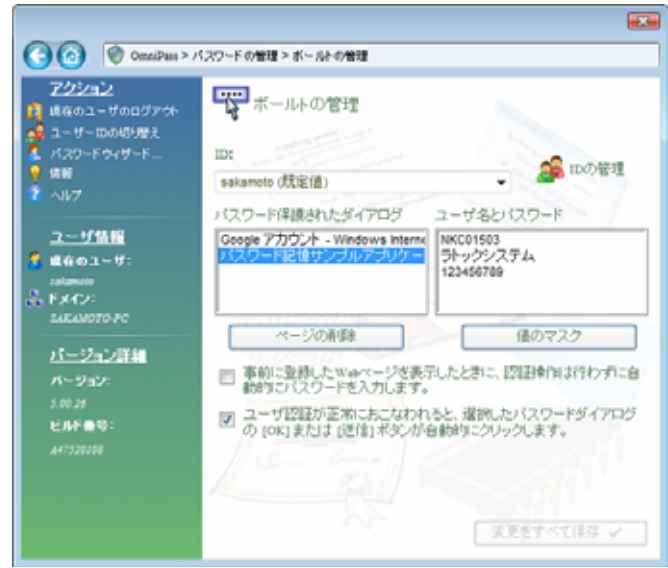 OmniPass > パスワードの管理 > ボールトの管理
アクション
現在のユーザのログアウト
ユーザーIDの切り替え
パスワードウィザード...
情報
ヘルプ
ユーザ情報
現在のユーザ:
sakamoto
ドメイン:
SAKAMOTO-PC
バージョン詳細
バージョン:
5.00.26
ビルド番号:
A47520200
ボールトの管理
ID:
sakamoto (既定値)
IDの管理
パスワード保護されたダイアログ
Google アカウント - Windows Interne
パスワード記憶サンプルアプリケー
ページの削除
ユーザ名とパスワード
NKC01503
ラトックシステム
123456789
値のマスク
事前に登録したWebページを表示したときに、認証操作は行わずに自
動的にパスワードを入力します。
ユーザ認証が正常におこなわれると、選択したパスワードダイアログ
の [OK] または [送信] ボタンが自動的にクリックします。
変更をすべて保存